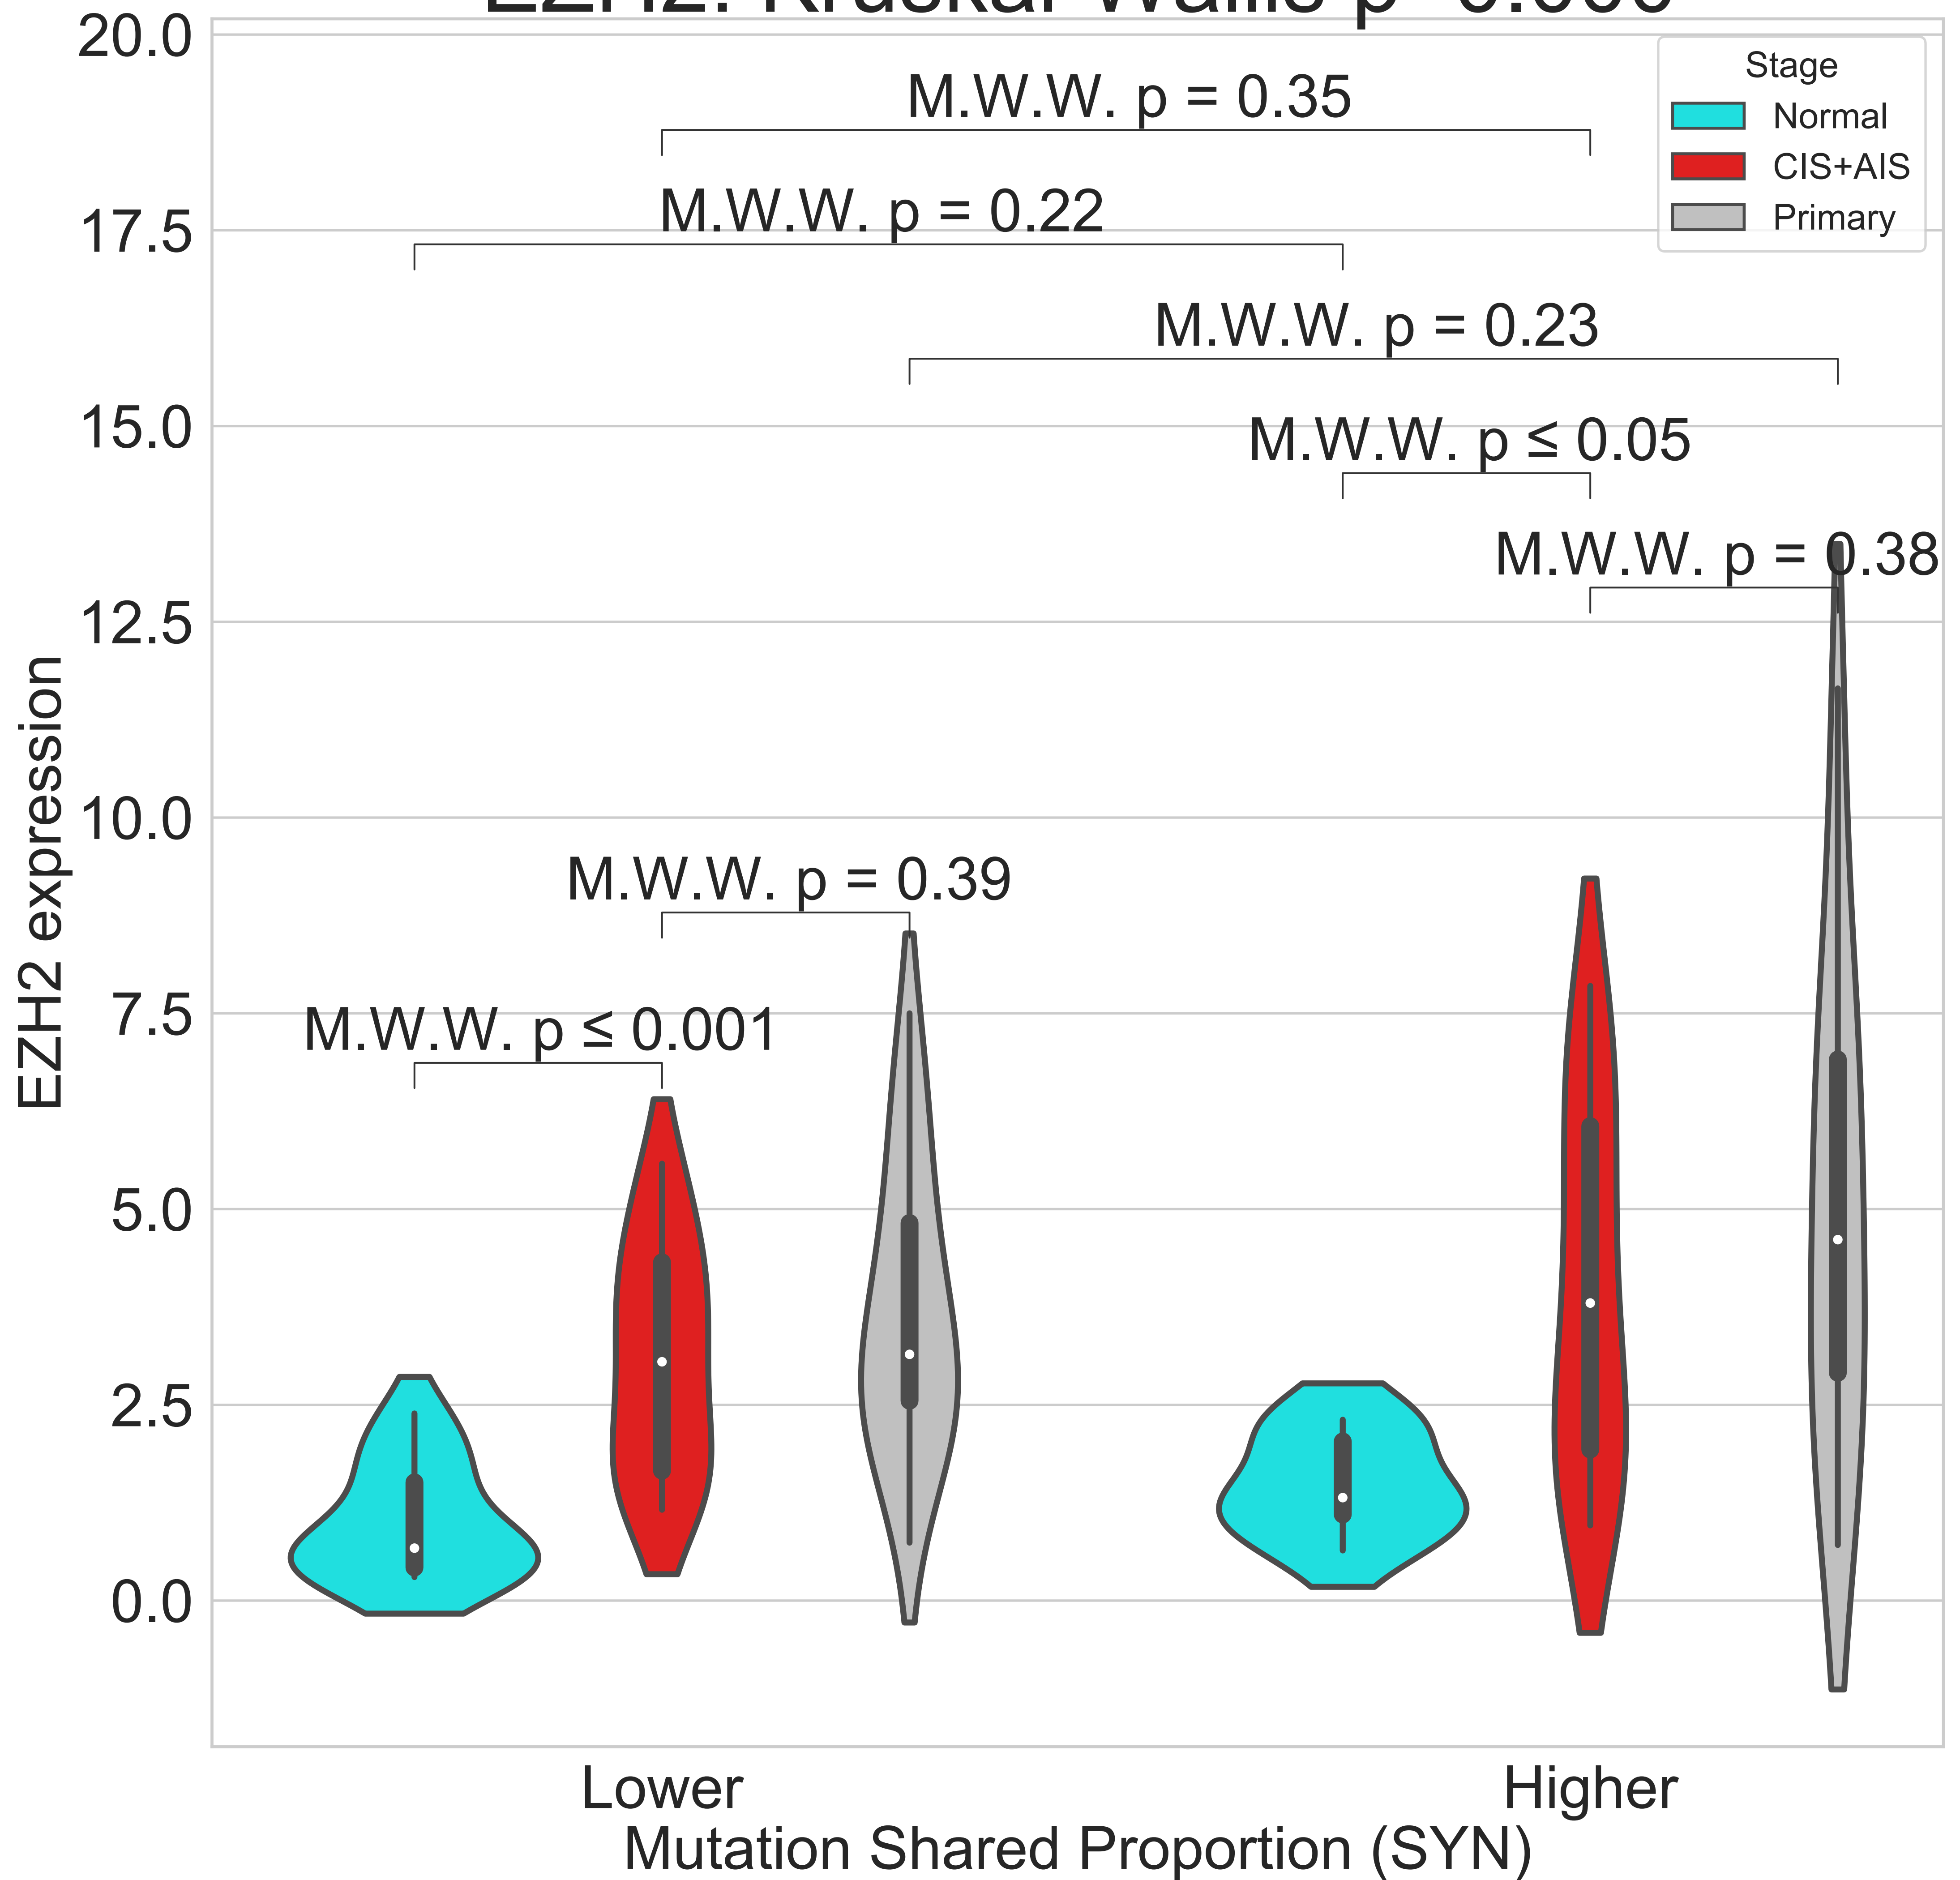 20.0
17.5
15.0
12.5
10.0
7.5
5.0
2.5
0.0
EZH2 expression
M.W.W. p = 0.35
M.W.W. p = 0.22
M.W.W. p = 0.23
M.W.W. p ≤ 0.05
M.W.W. p = 0.38
M.W.W. p = 0.39
M.W.W. p ≤ 0.001
Stage
Normal
CIS+AIS
Primary
Lower
Higher
Mutation Shared Proportion (SYN)